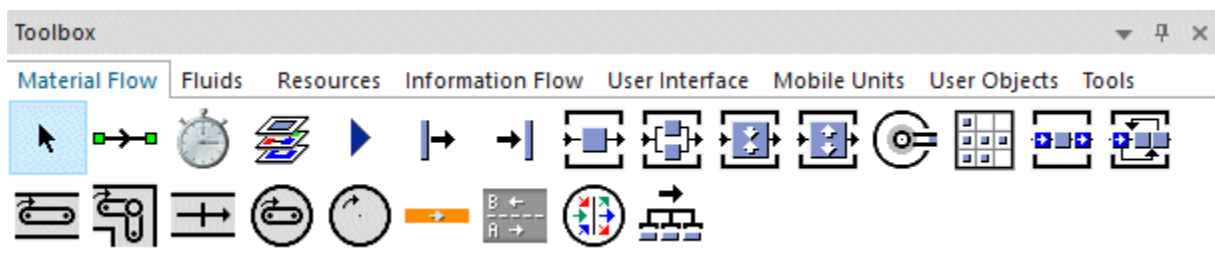 Toolbox
Material Flow Fluids Resources Information Flow User Interface Mobile Units User Objects Tools
B
A